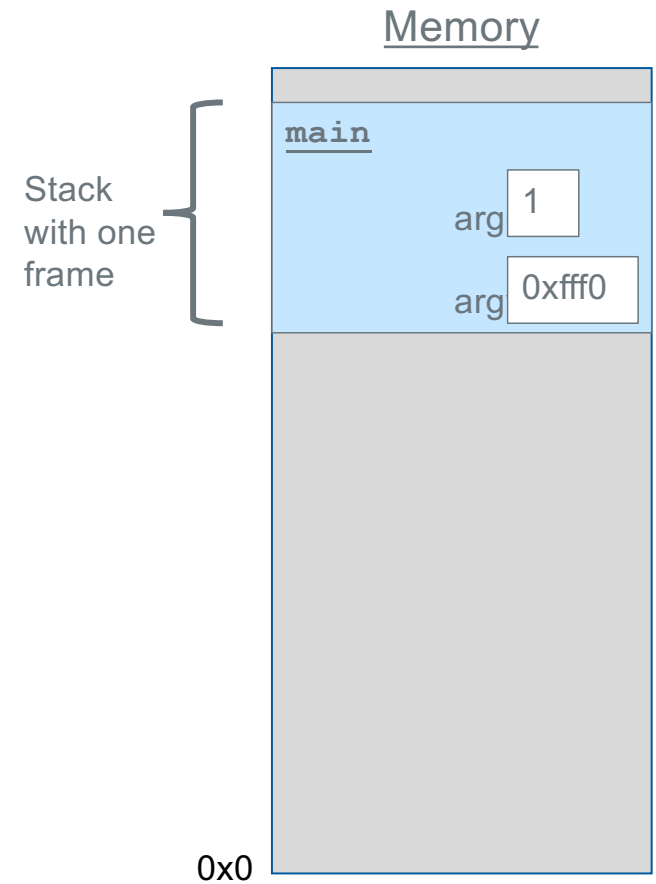 Memory
main
Stack
with one
frame
arg 1
arg 0xfff0
0x0